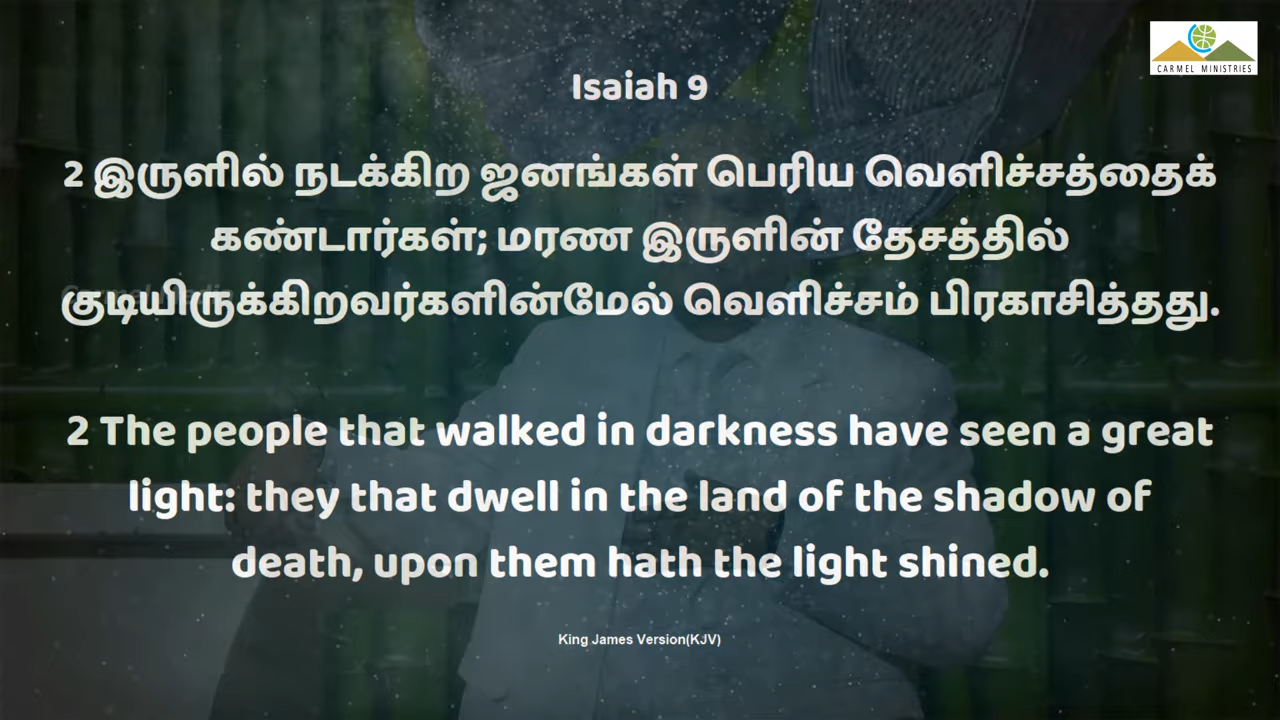 CARMEL MINISTRIES
Isaiah 9
2 இருளில் நடக்கிற ஜனங்கள் பெரிய வெளிச்சத்தைக்
கண்டார்கள்; மரண இருளின் தேசத்தில்
குடியிருக்கிறவர்களின்மேல் வெளிச்சம் பிரகாசித்தது.
2 The people that walked in darkness have seen a great
light: they that dwell in the land of the shadow of
death, upon them hath the light shined.
King James Version(KJV)